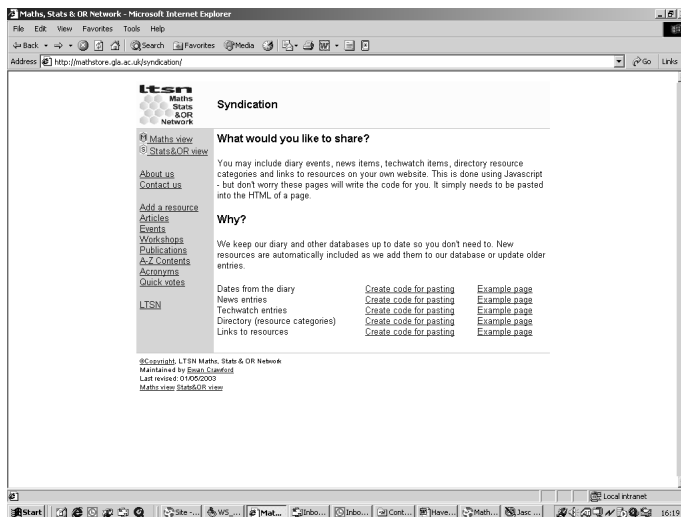 Maths, Stats & OR Network - Microsoft Internet Explorer
File Edit View Favorites Tools Help
Back Search Favorites Media
Address http://mathstore.gla.ac.uk/syndication/ Go Links
ltsn
Maths
Stats
&OR
Network
Syndication
Maths view
Stats&OR view
About us
Contact us
Add a resource
Articles
Events
Workshops
Publications
A-Z Contents
Acronyms
Quick votes
LTSN
What would you like to share?
You may include diary events, news items, techwatch items, directory resource
categories and links to resources on your own website. This is done using Javascript
- but don't worry these pages will write the code for you. It simply needs to be pasted
into the HTML of a page.
Why?
We keep our diary and other databases up to date so you don't need to. New
resources are automatically included as we add them to our database or update older
entries.
Dates from the diary Create code for pasting Example page
News entries Create code for pasting Example page
Techwatch entries Create code for pasting Example page
Directory (resource categories) Create code for pasting Example page
Links to resources Create code for pasting Example page
©Copyright, LTSN Maths, Stats & OR Network
Maintained by Ewan Crawford
Last revised: 01/05/2003
Maths view Stats&OR view
Local intranet
Start Site -... WS_... Mat... Inbo... Inbo... Cont... Have... Math... Jasc ... 16:19